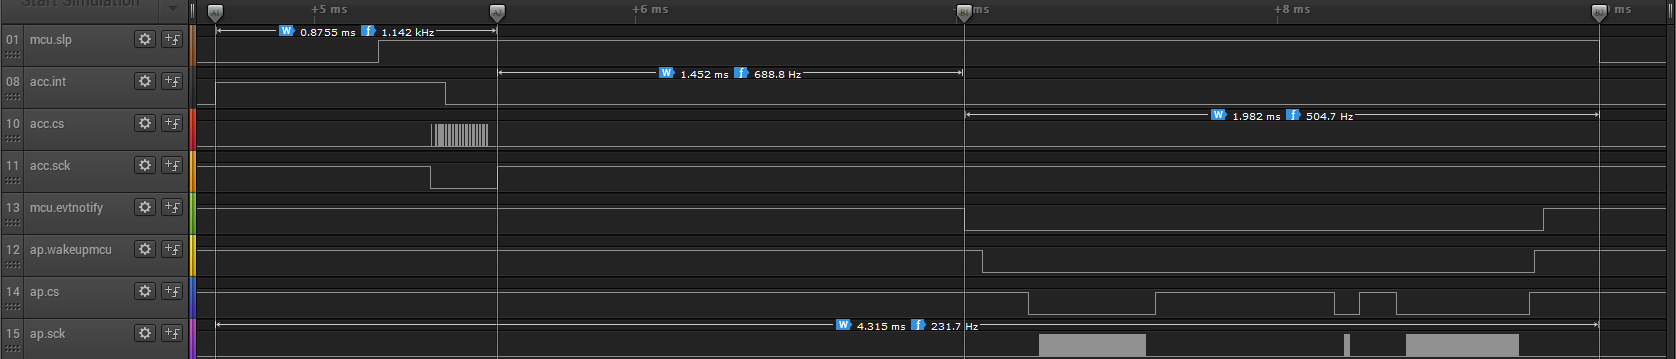 Start Simulation
+5 ms
+6 ms
ms
+8 ms
ms
A1
A2
B1
B2
01 mcu.slp
W 0.8755 ms f 1.142 kHz
08 acc.int
W 1.452 ms f 688.8 Hz
10 acc.cs
W 1.982 ms f 504.7 Hz
11 acc.sck
13 mcu.evtnotify
12 ap.wakeupmcu
14 ap.cs
15 ap.sck
W 4.315 ms f 231.7 Hz